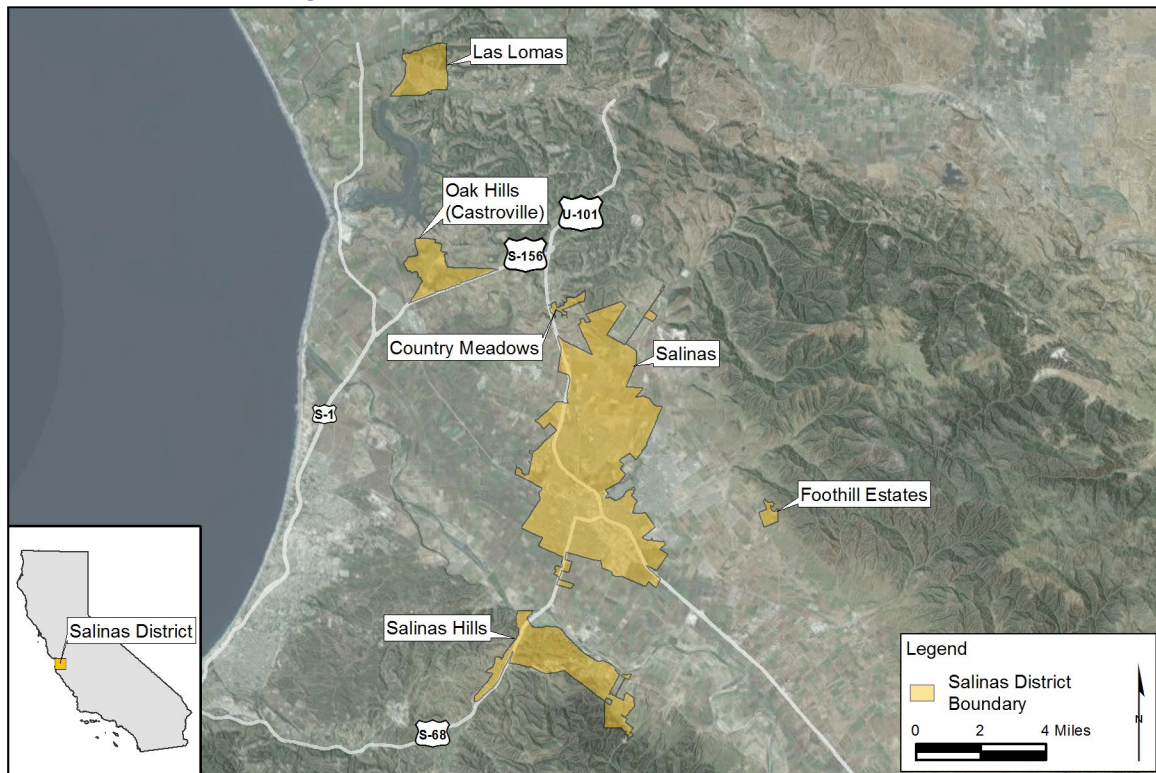 Las Lomas
Oak Hills
(Castroville)
U-101
S-156
Country Meadows
Salinas
S-1
Foothill Estates
Salinas Hills
Salinas District
S-68
Legend
Salinas District
Boundary
N
0 2 4 Miles